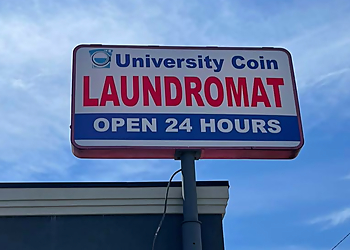 University Coin
LAUNDROMAT
OPEN 24 HOURS